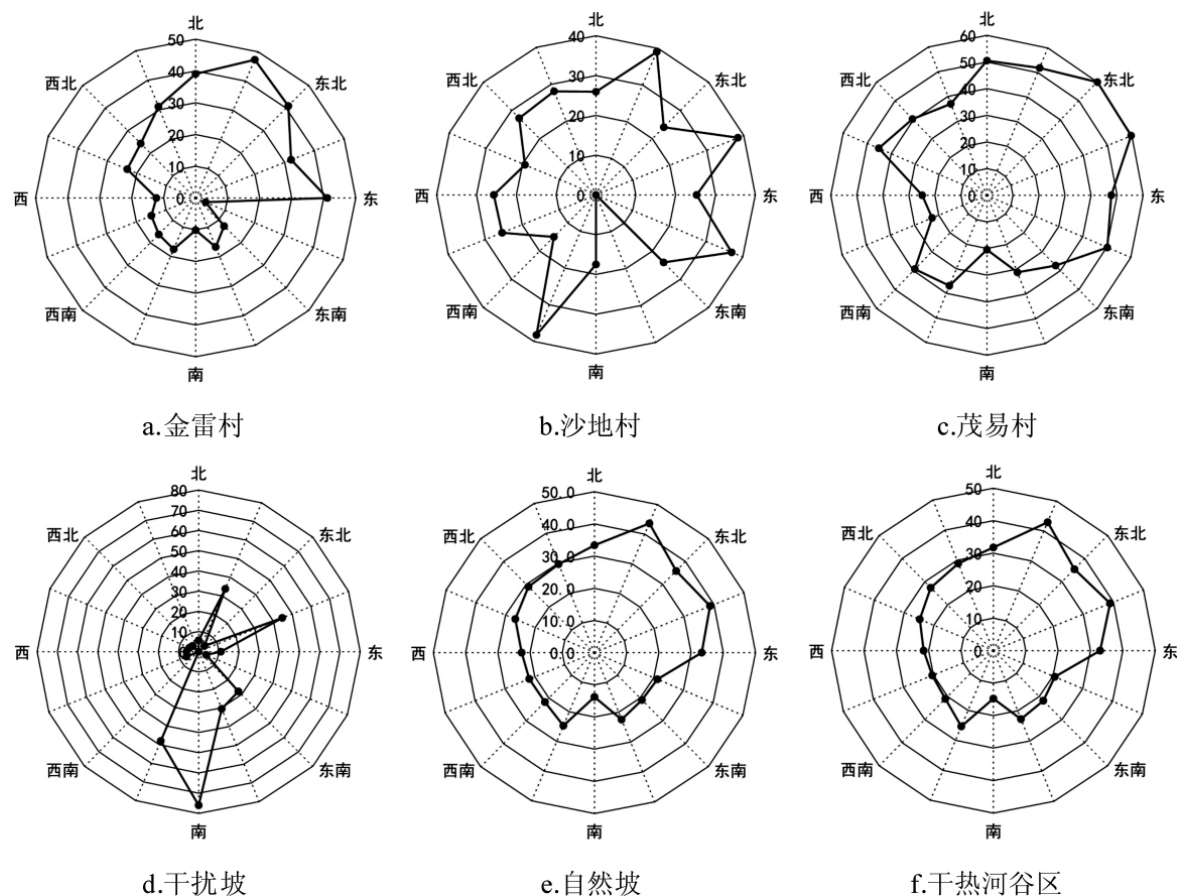 北
50
40
30
20
10
0
西北
东北
西
东
西南
东南
南
a.金雷村
北
40
30
20
10
0
西北
东北
西
东
西南
东南
南
b.沙地村
北
60
50
40
30
20
10
0
西北
东北
西
东
西南
东南
南
c.茂易村
北
80
70
60
50
40
30
20
10
西北
东北
西
东
西南
东南
南
d.干扰坡
北
50.0
40.0
30.0
20.0
10.0
0.0
西北
东北
西
东
西南
东南
南
e.自然坡
北
50
40
30
20
10
0
西北
东北
西
东
西南
东南
南
f.干热河谷区